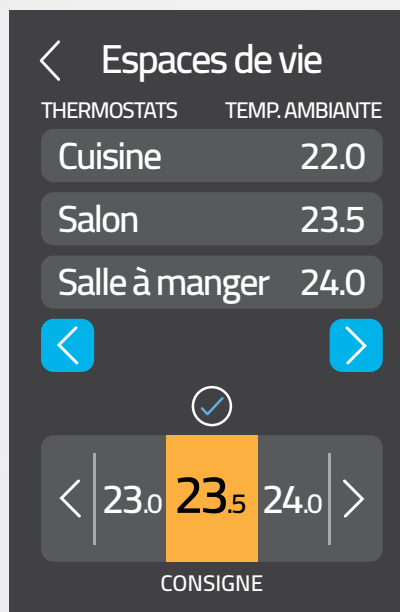 Espaces de vie
THERMOSTATS TEMP. AMBIANTE
Cuisine 22.0
Salon 23.5
Salle à manger 24.0
23.0 23.5 24.0
CONSIGNE